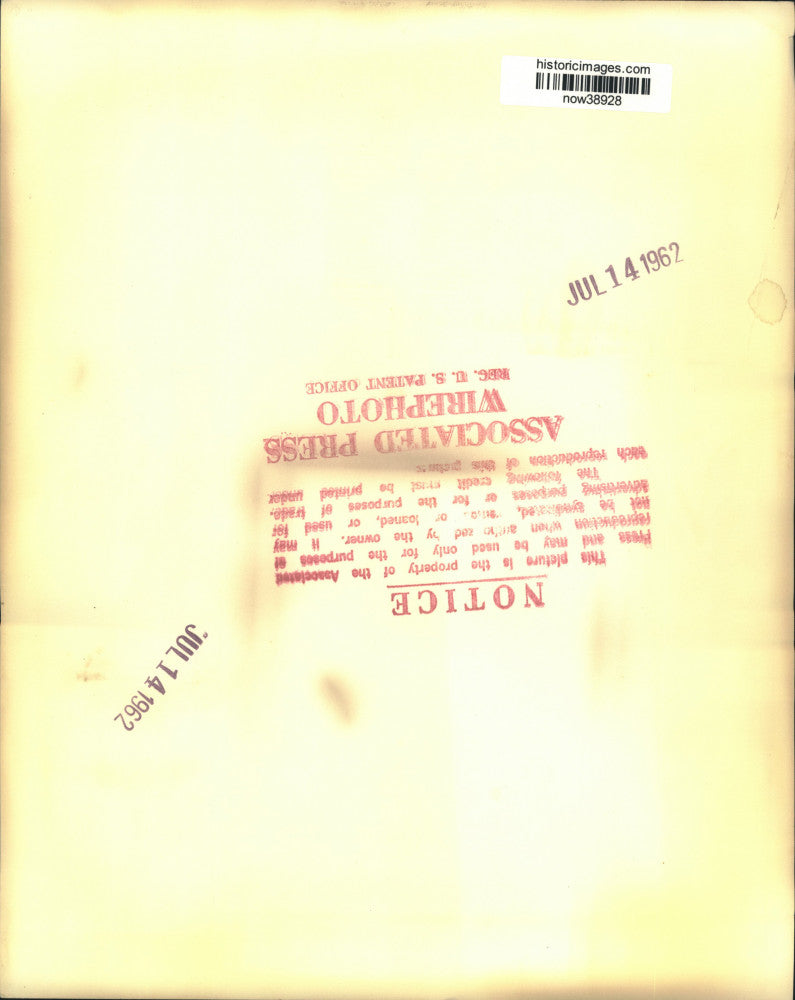 historicimages.com
now38928
JUL 14 1962
NOTICE
This picture is the property of the Associated
Press and may be used only for the purposes of
reproduction when by the owner. It may
not be syndicated, or loaned, or used for
advertising purposes or for the purposes of trade.
The following credit must be printed under
each reproduction of this picture
ASSOCIATED PRESS
WIREPHOTO
REG. U. S. PATENT OFFICE
JUL 14 1962